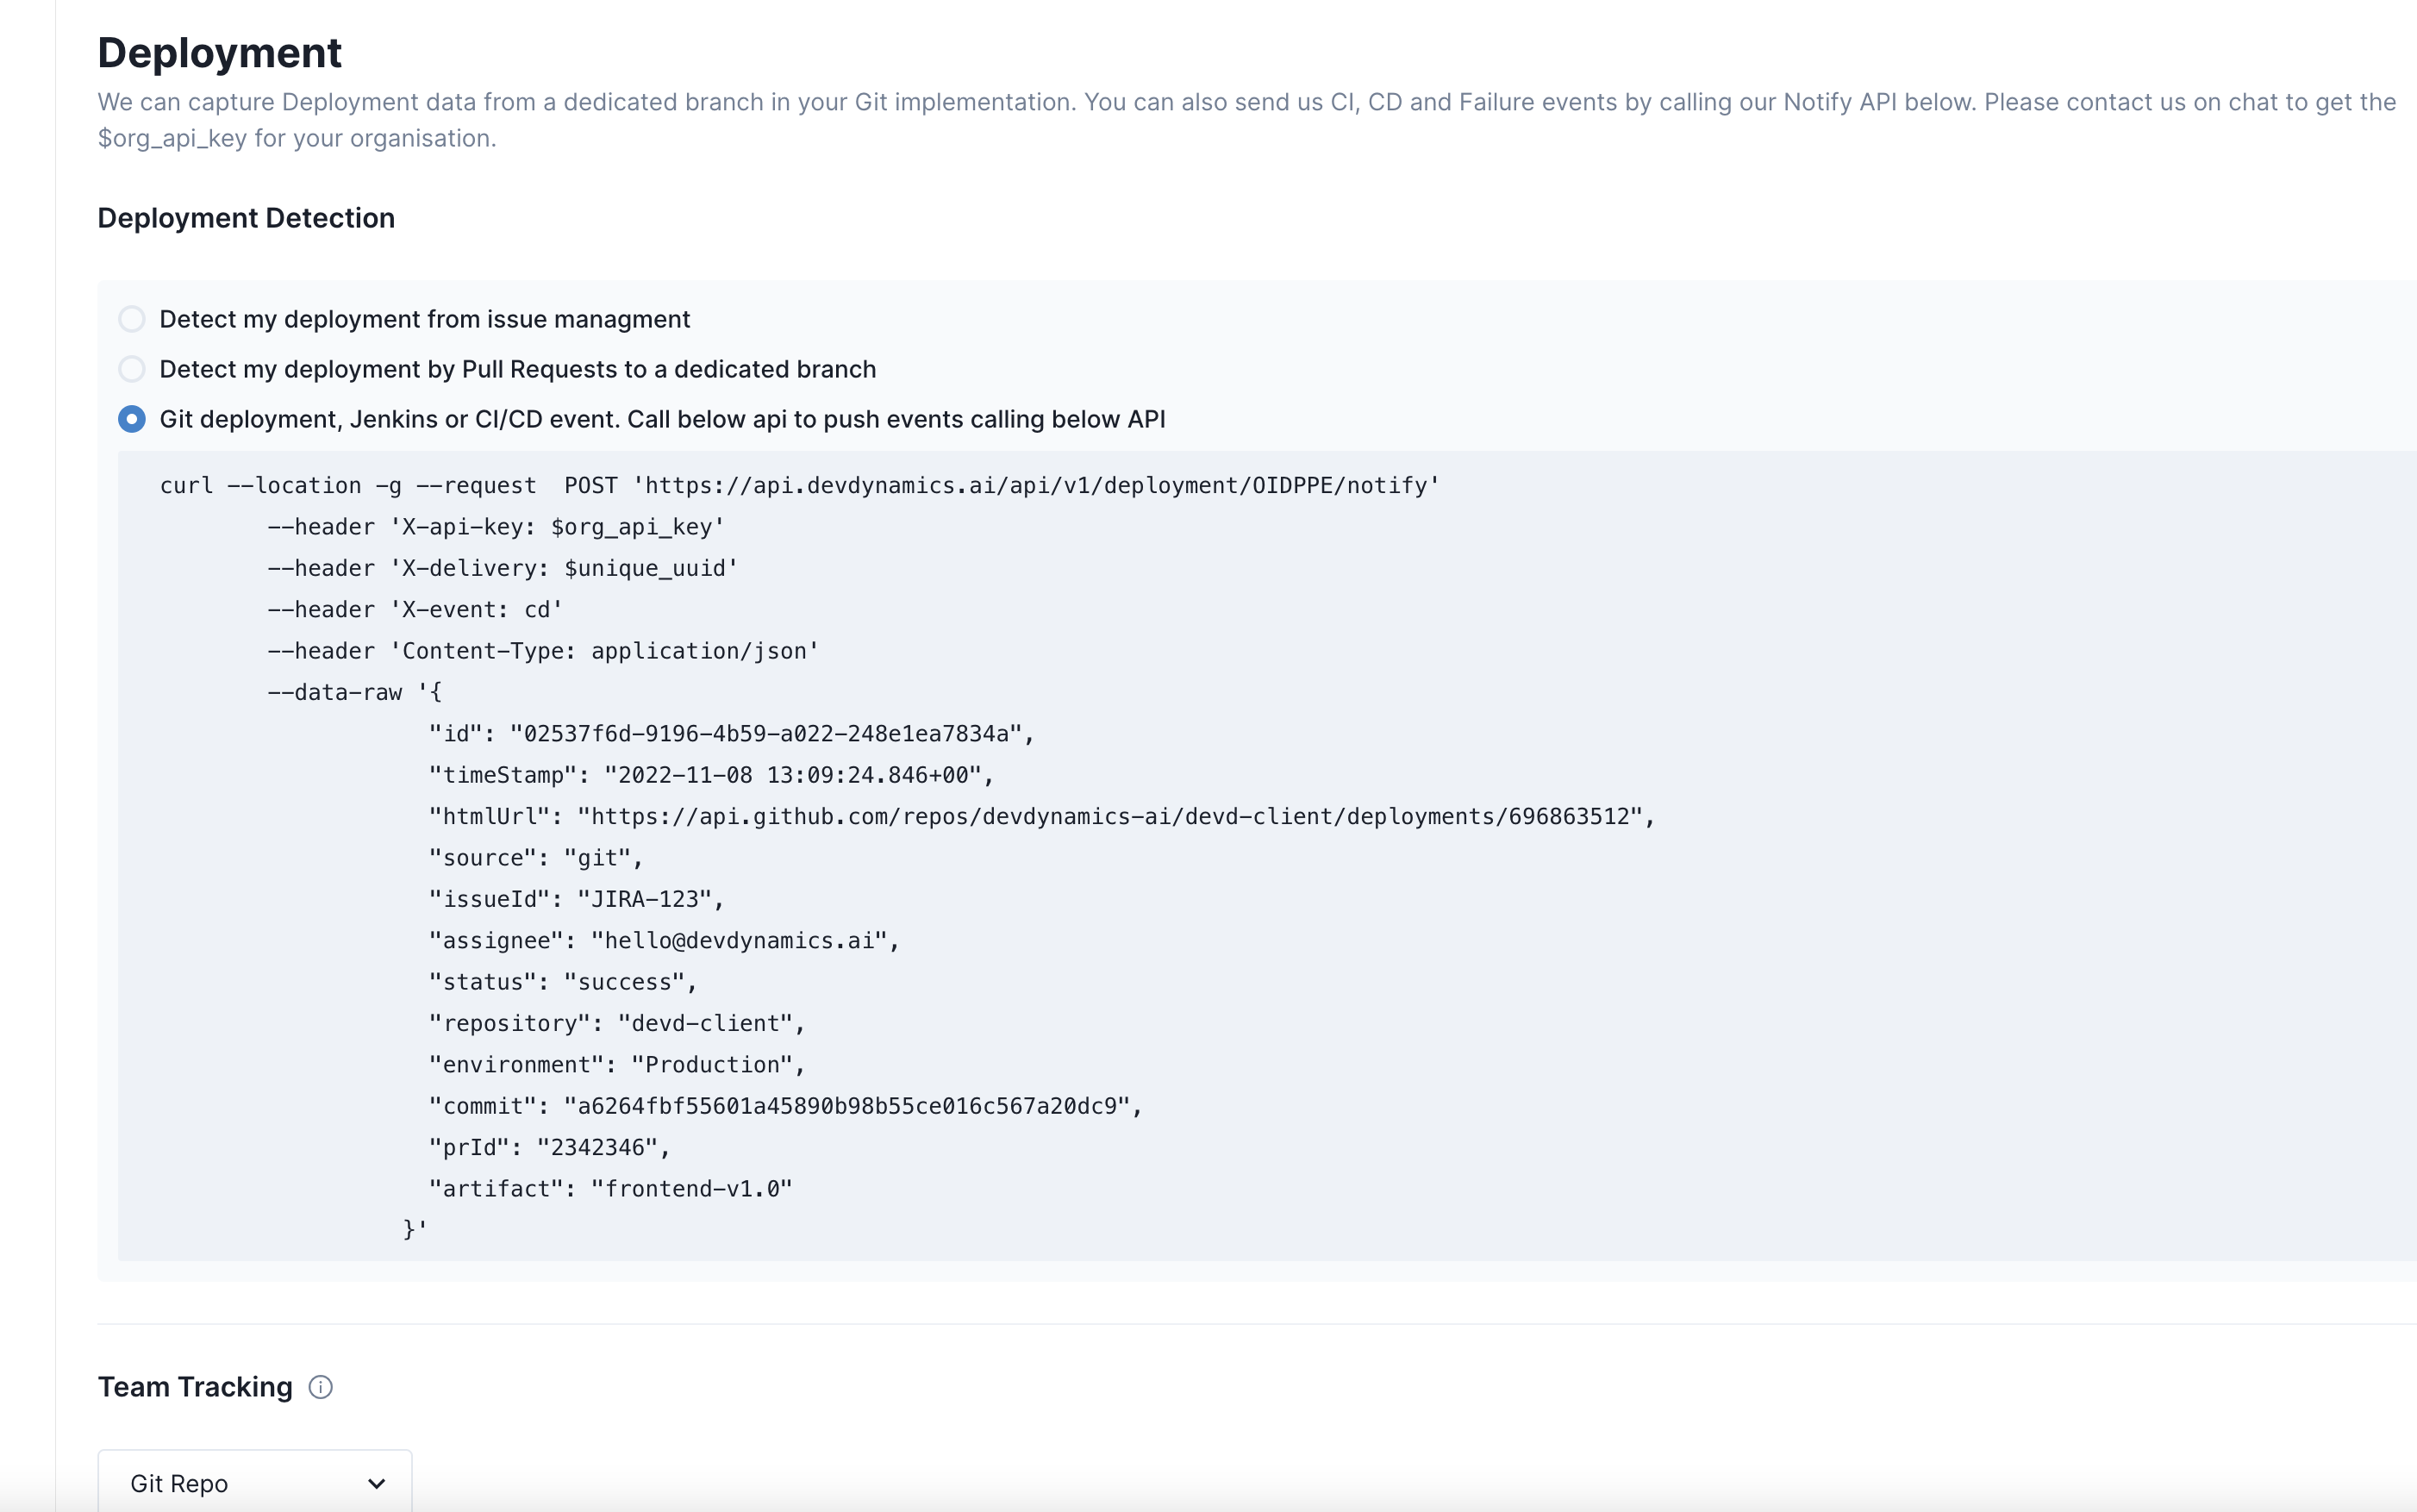 Deployment
We can capture Deployment data from a dedicated branch in your Git implementation. You can also send us CI, CD and Failure events by calling our Notify API below. Please contact us on chat to get the
$org_api_key for your organisation.
Deployment Detection
Detect my deployment from issue managment
Detect my deployment by Pull Requests to a dedicated branch
Git deployment, Jenkins or CI/CD event. Call below api to push events calling below API
curl --location -g --request  POST 'https://api.devdynamics.ai/api/v1/deployment/OIDPPE/notify'
--header 'X-api-key: $org_api_key'
--header 'X-delivery: $unique_uuid'
--header 'X-event: cd'
--header 'Content-Type: application/json'
--data-raw '{
"id": "02537f6d-9196-4b59-a022-248e1ea7834a",
"timeStamp": "2022-11-08 13:09:24.846+00",
"htmlUrl": "https://api.github.com/repos/devdynamics-ai/devd-client/deployments/696863512",
"source": "git",
"issueId": "JIRA-123",
"assignee": "hello@devdynamics.ai",
"status": "success",
"repository": "devd-client",
"environment": "Production",
"commit": "a6264fbf55601a45890b98b55ce016c567a20dc9",
"prId": "2342346",
"artifact": "frontend-v1.0"
}'
Team Tracking
Git Repo